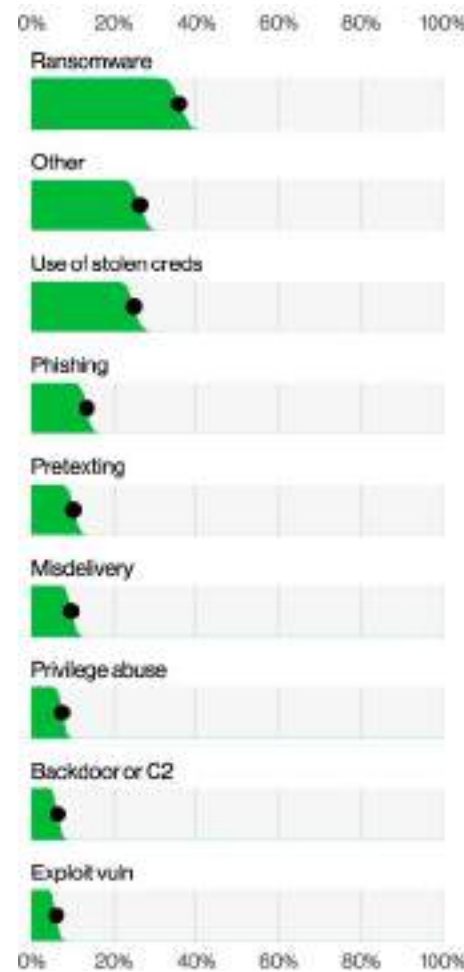 0% 20% 40% 60% 80% 100%
Ransomware
Other
Use of stolen creds
Phishing
Pretexting
Misdelivery
Privilege abuse
Backdoor or C2
Exploit vuln
0% 20% 40% 60% 80% 100%